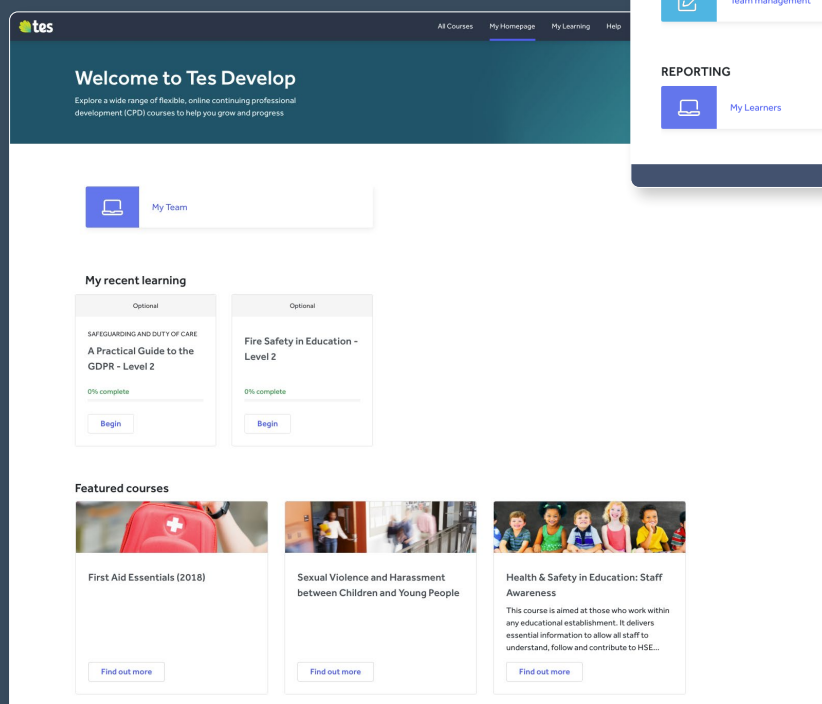 tes
All Courses
My Homepage
My Learning
Help
Welcome to Tes Develop
Explore a wide range of flexible, online continuing professional
development (CPD) courses to help you grow and progress
Team management
REPORTING
My Learners
My Team
My recent learning
Optional
SAFEGUARDING AND DUTY OF CARE
A Practical Guide to the
GDPR - Level 2
0% complete
Begin
Optional
Fire Safety in Education -
Level 2
0% complete
Begin
Featured courses
First Aid Essentials (2018)
Find out more
Sexual Violence and Harassment
between Children and Young People
Find out more
Health & Safety in Education: Staff
Awareness
This course is aimed at those who work within
any educational establishment. It delivers
essential information to allow all staff to
understand, follow and contribute to HSE...
Find out more